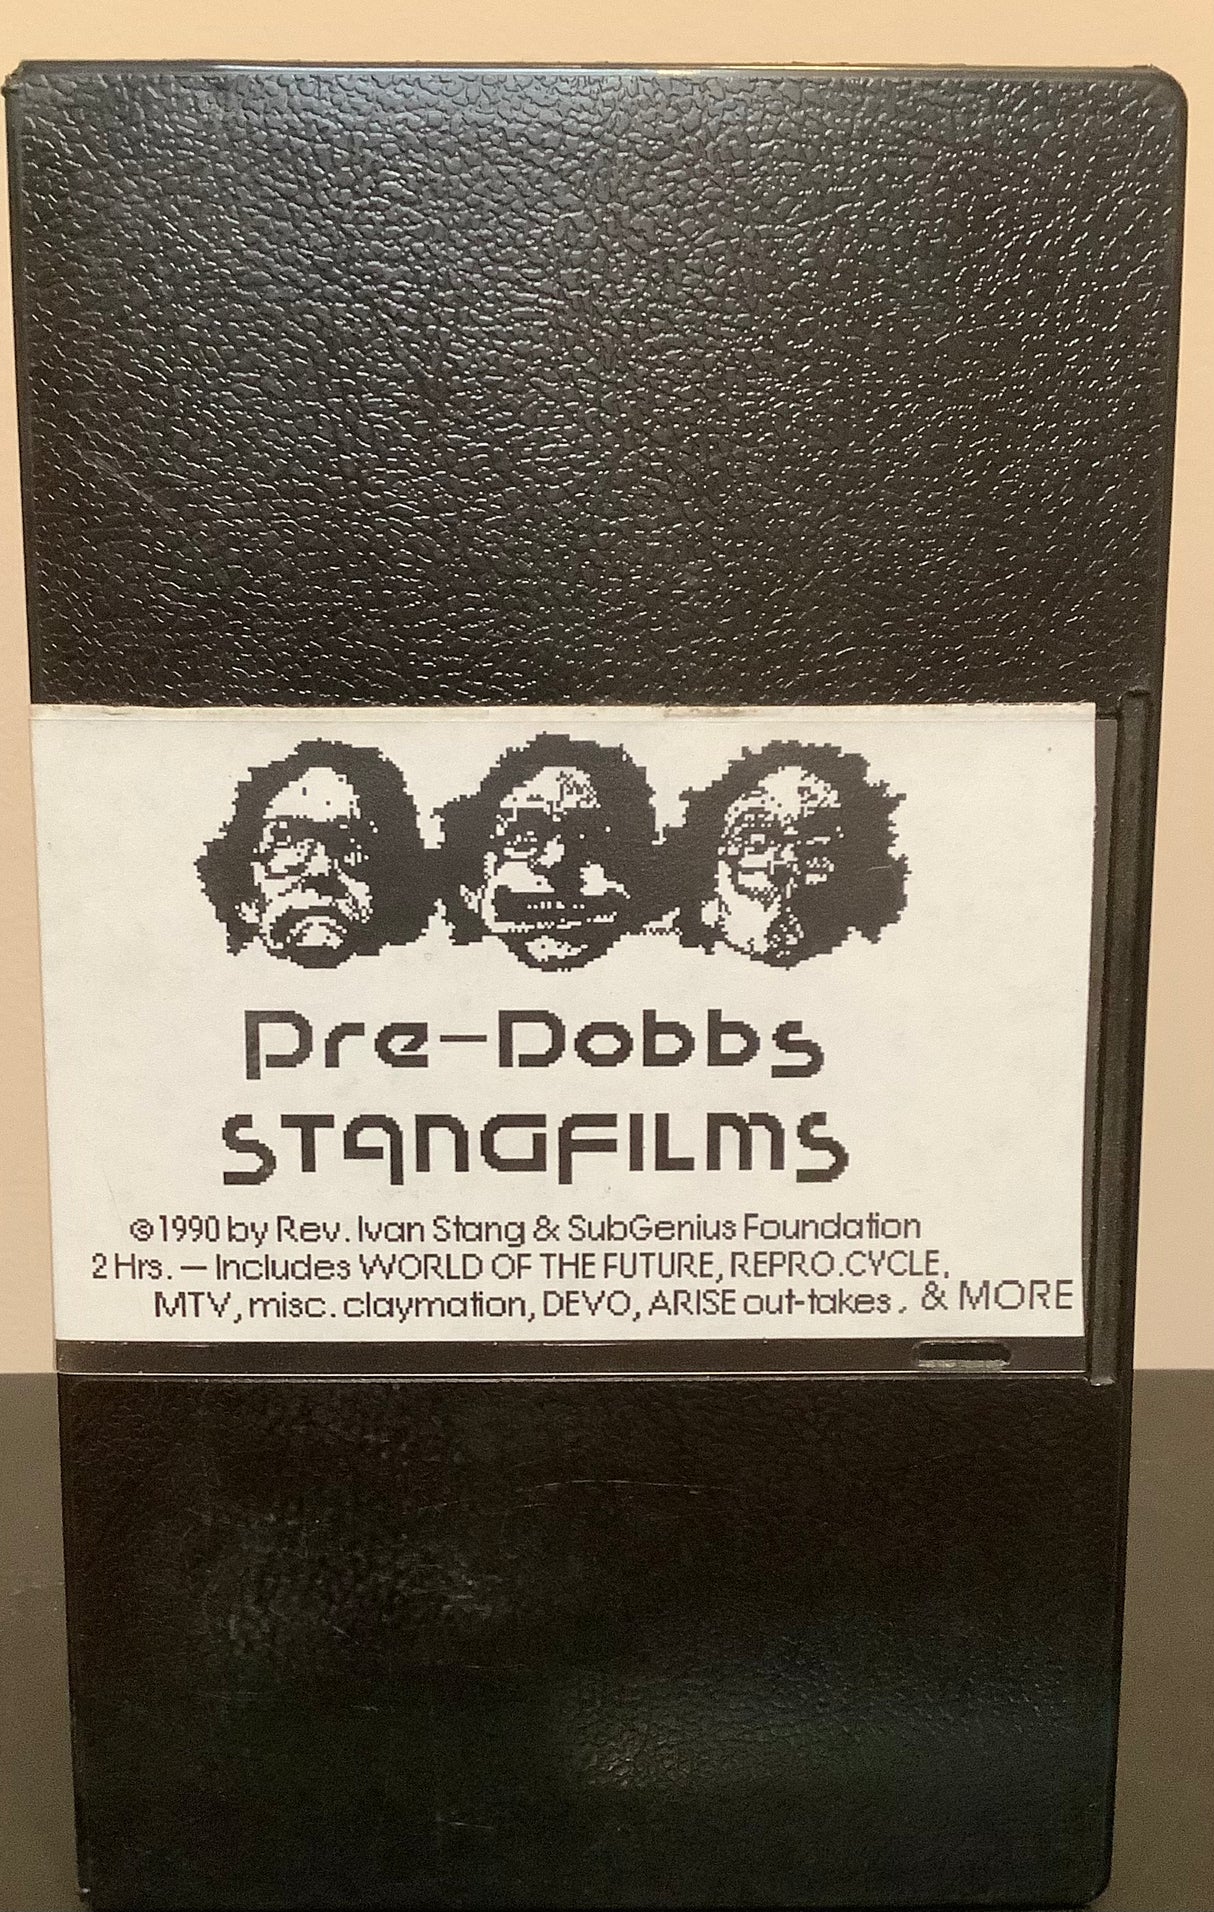 Pre-Dobbs
STANGFILMS
©1990 by Rev. Ivan Stang & SubGenius Foundation
2 Hrs. — Includes WORLD OF THE FUTURE, REPRO.CYCLE,
MTV, misc. claymation, DEVO, ARISE out-takes, & MORE